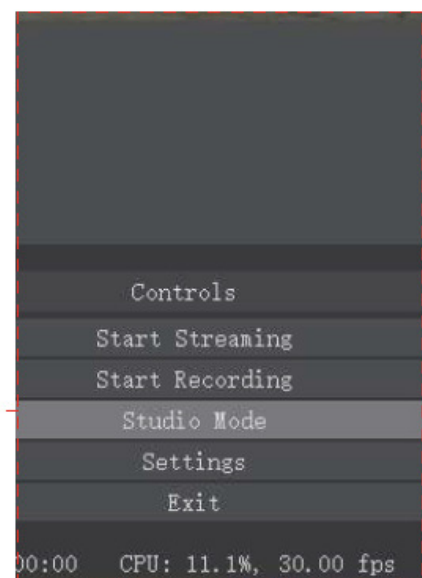 Controls
Start Streaming
Start Recording
Studio Mode
Settings
Exit
00:00 CPU: 11.1%, 30.00 fps